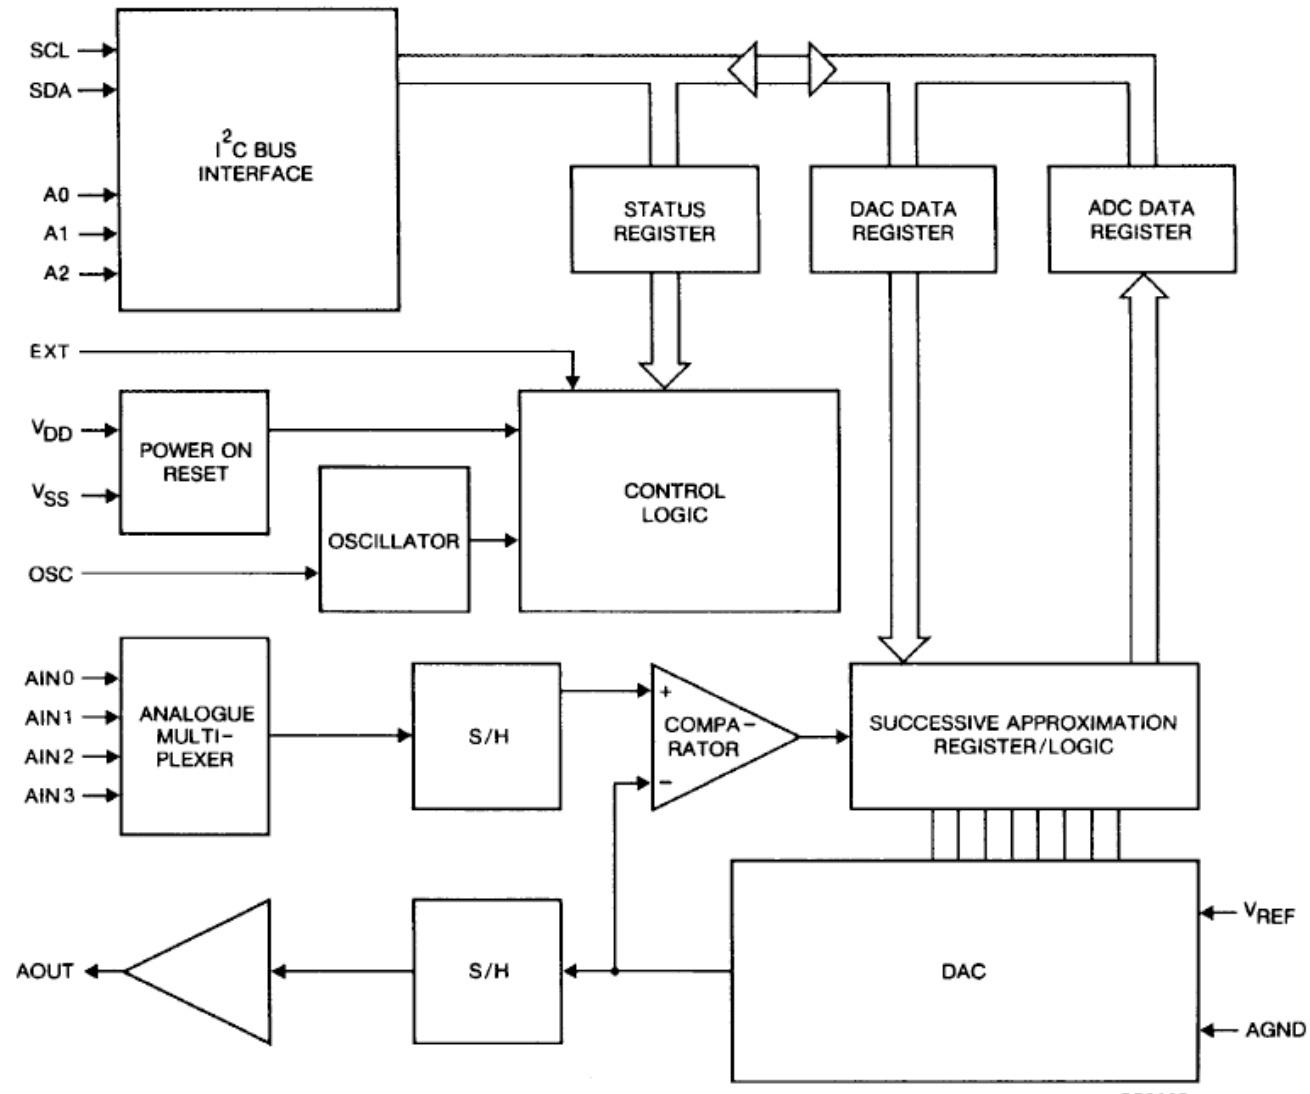 SCL
SDA
A0
A1
A2
I2C BUS
INTERFACE
STATUS
REGISTER
DAC DATA
REGISTER
ADC DATA
REGISTER
EXT
VDD
VSS
POWER ON
RESET
OSCILLATOR
OSC
CONTROL
LOGIC
AIN0
AIN1
AIN2
AIN3
ANALOGUE
MULTI-
PLEXER
S/H
+
COMPA-
RATOR
-
SUCCESSIVE APPROXIMATION
REGISTER/LOGIC
AOUT
S/H
DAC
VREF
AGND